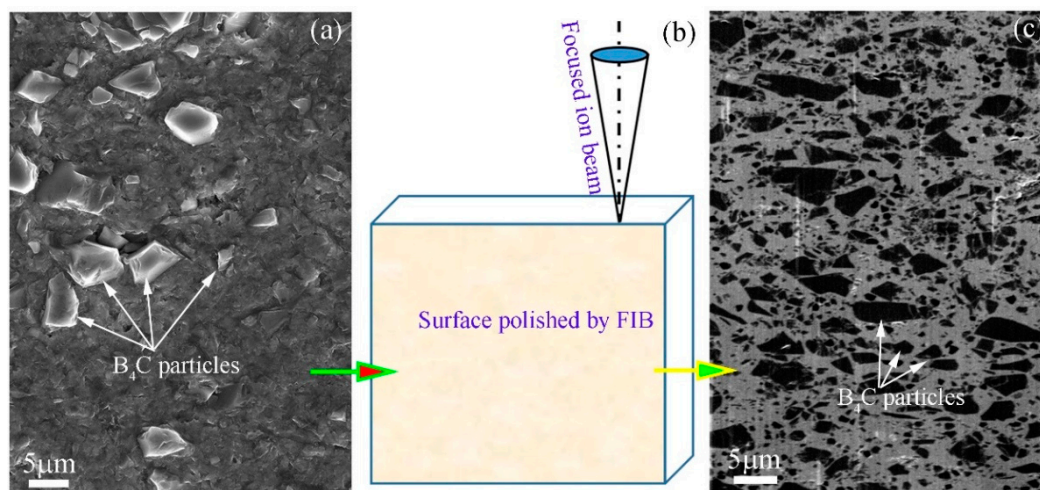 (a)
B₄C particles
5μm
(b)
Focused ion beam
Surface polished by FIB
(c)
B₄C particles
5μm